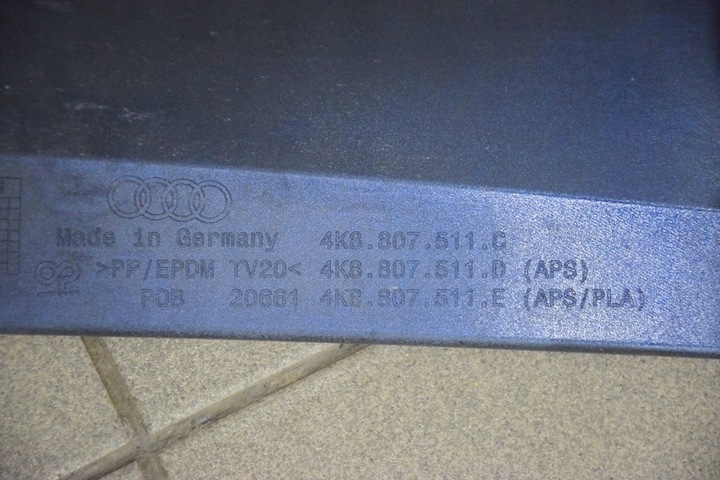 Made in Germany 4K8.807.511.C
>PP/EPDM TV20< 4K8.807.511.D (APS)
POB 20661 4K8.807.511.E (APS/PLA)